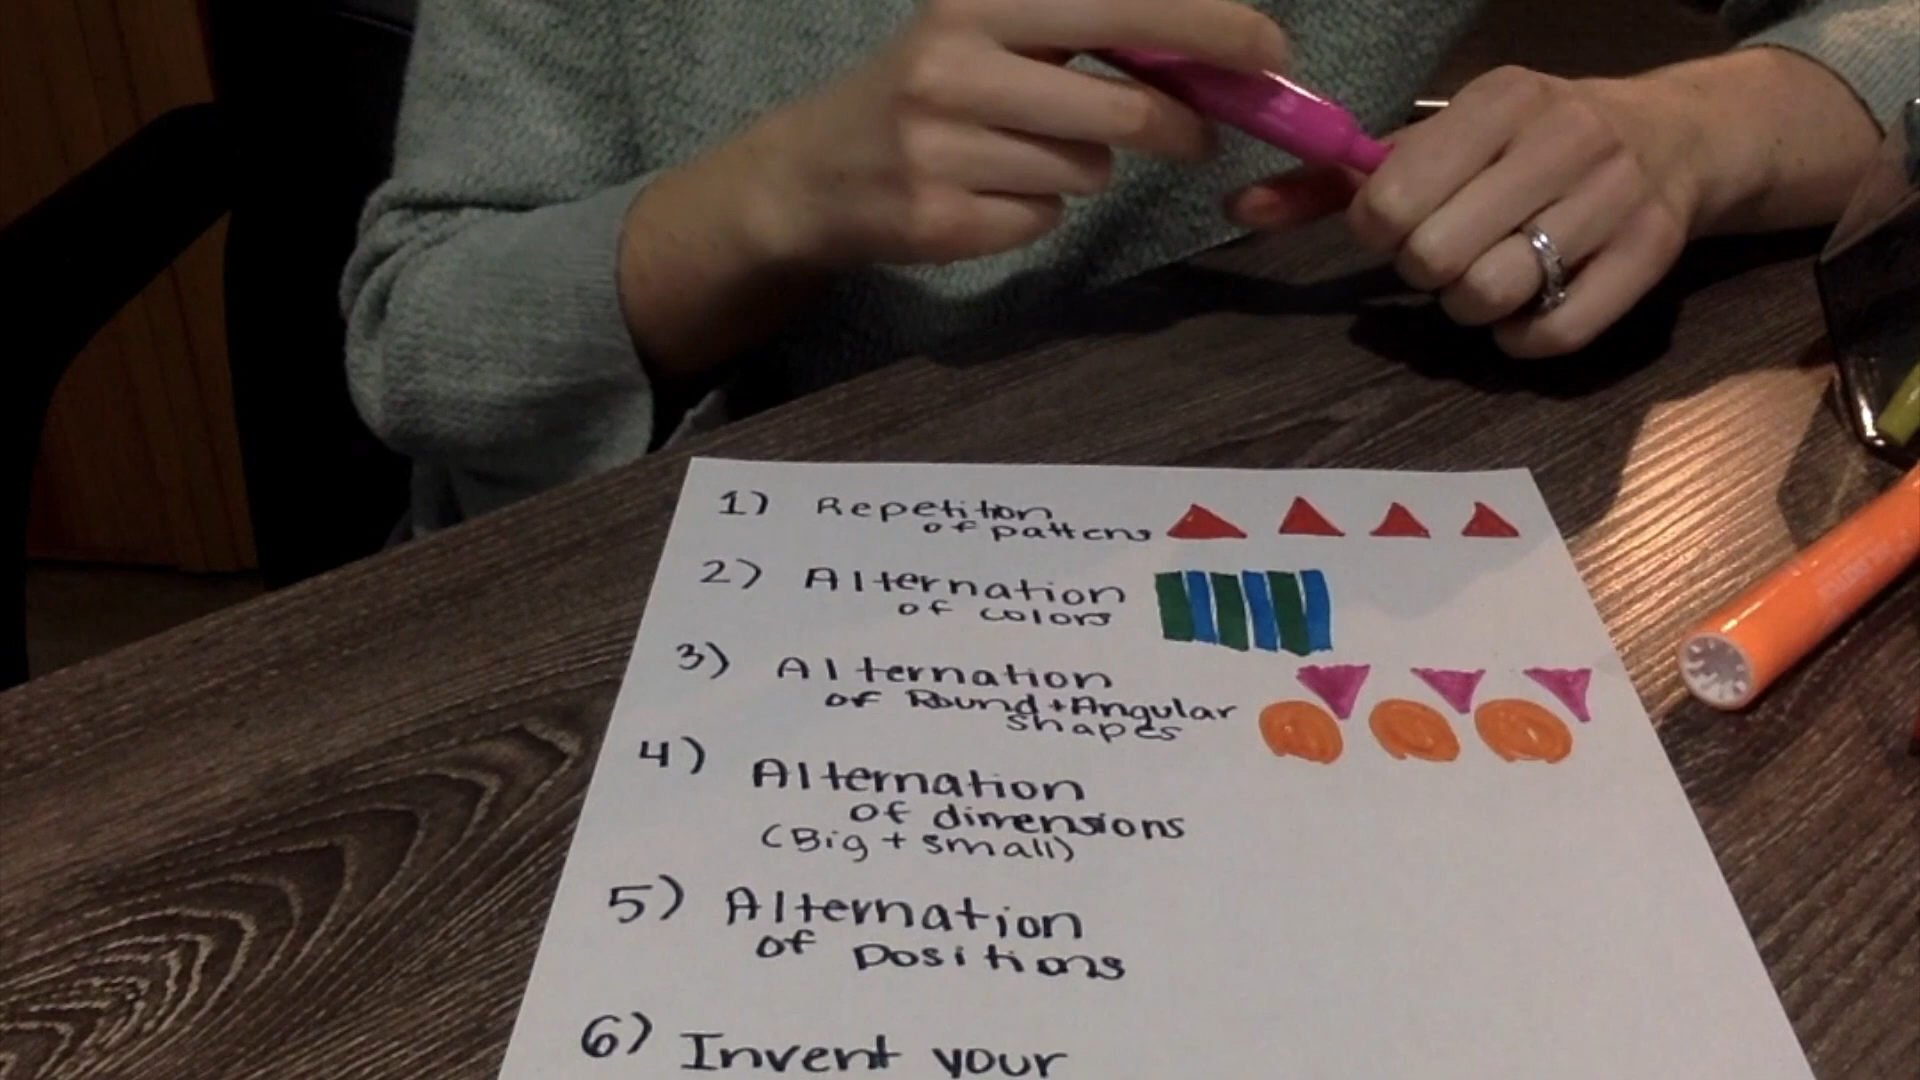 1) Repetition
of pattens
2) Alternation
of colors
3) Alternation
of Round + Angular
shapes
4) Alternation
of dimensions
(Big + small)
5) Alternation
of Positions
6) Invent your